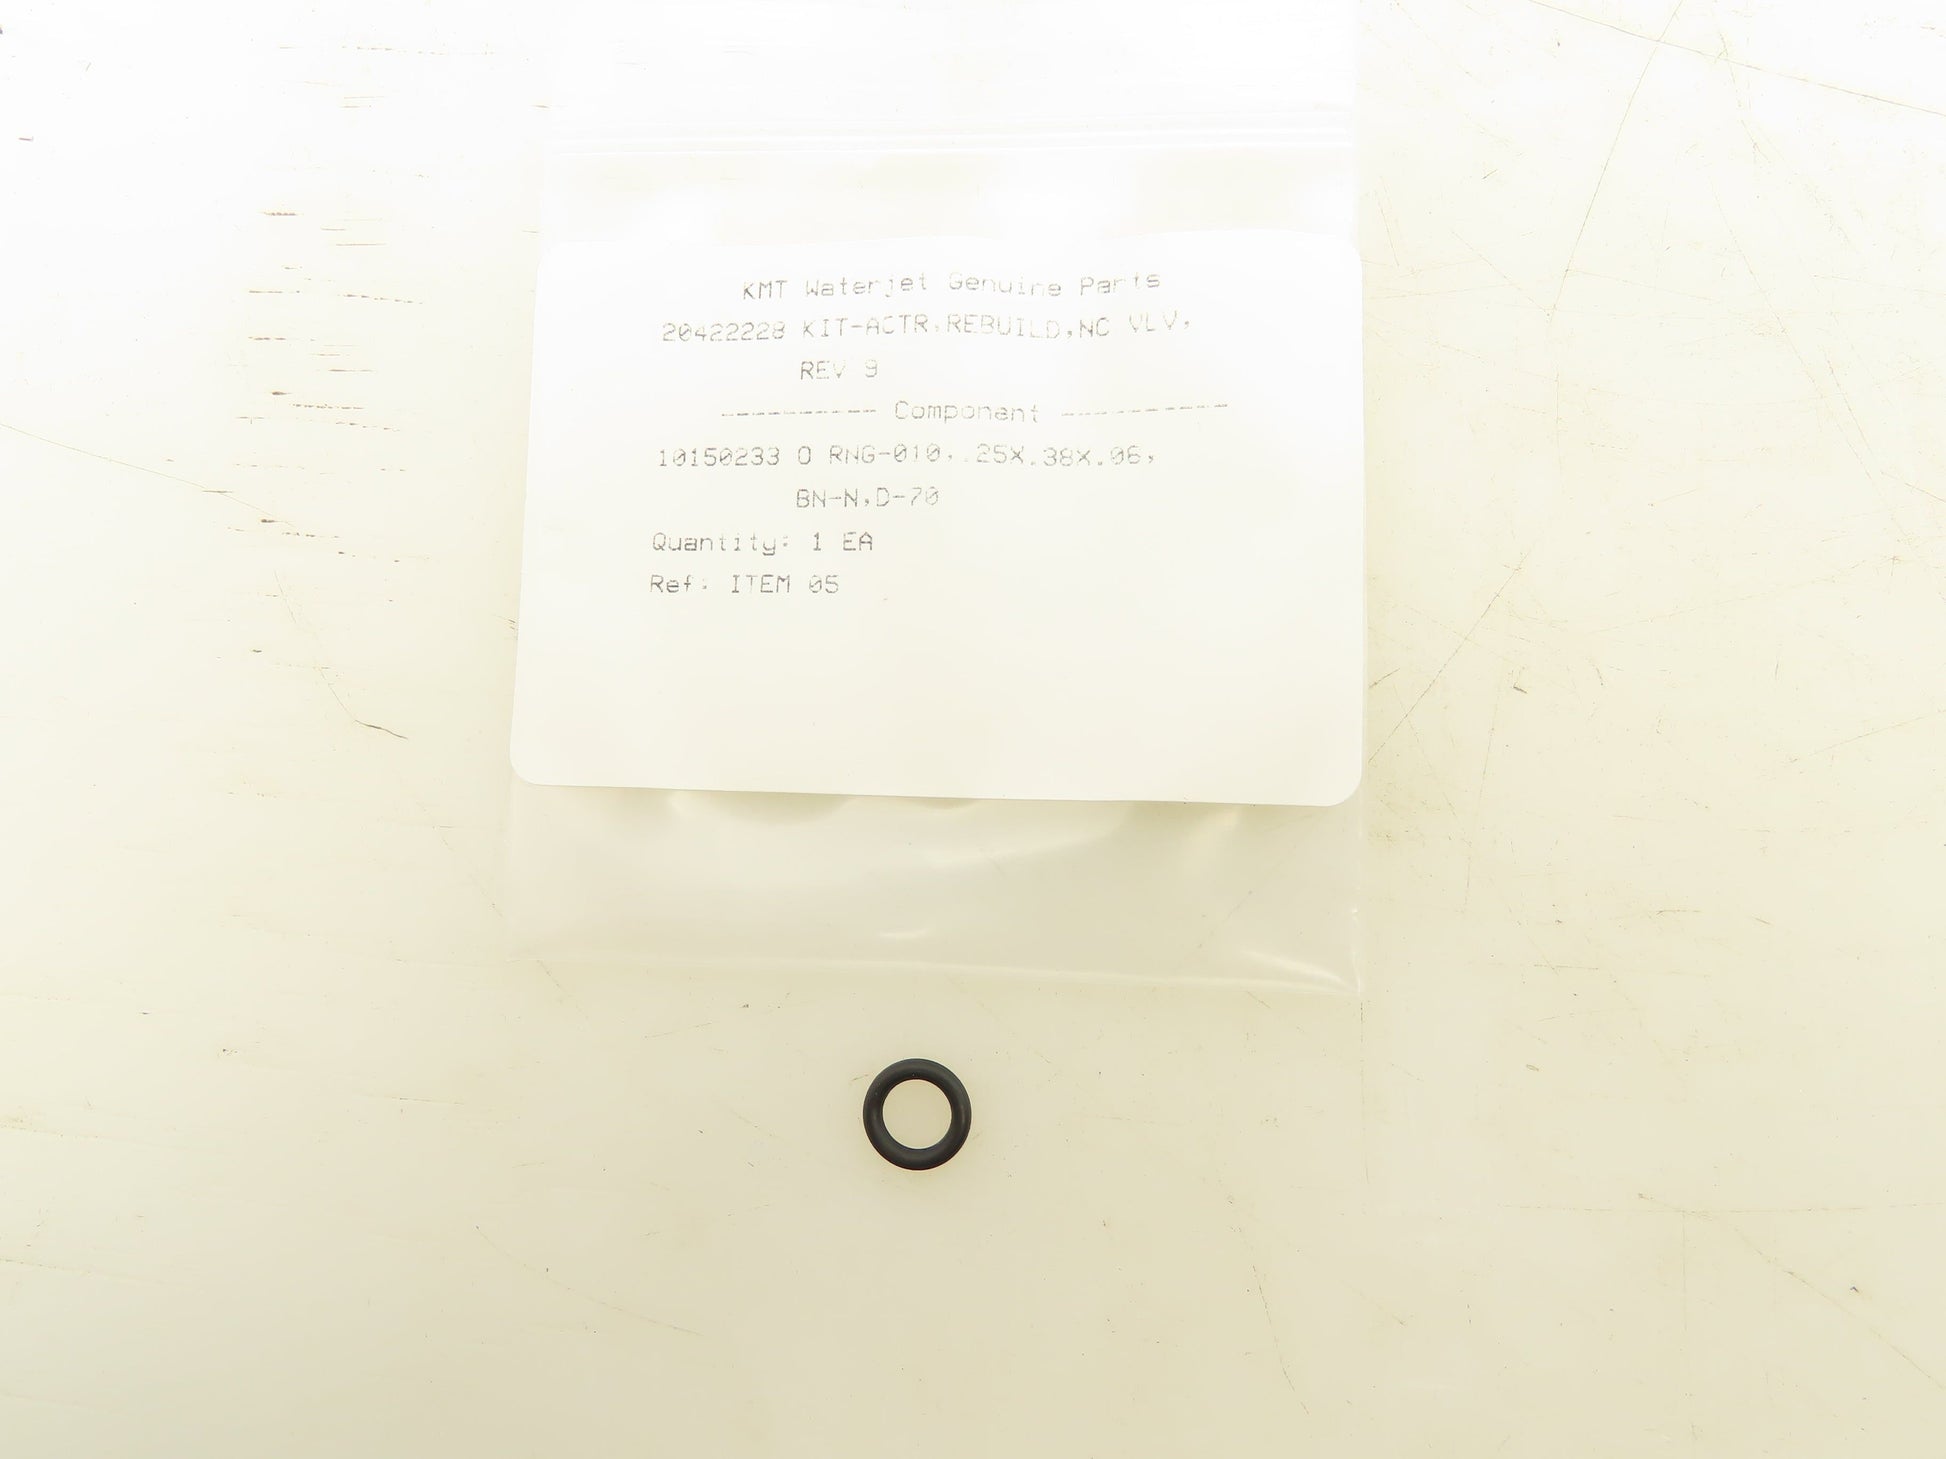 KMT Waterjet Genuine Parts
20422228 KIT-ACTR,REBUILD,NC VLV,
REV 9
---------- Component -----------
10150233 O RNG-010,.25X.38X.06,
BN-N,D-70
Quantity: 1 EA
Ref: ITEM 05